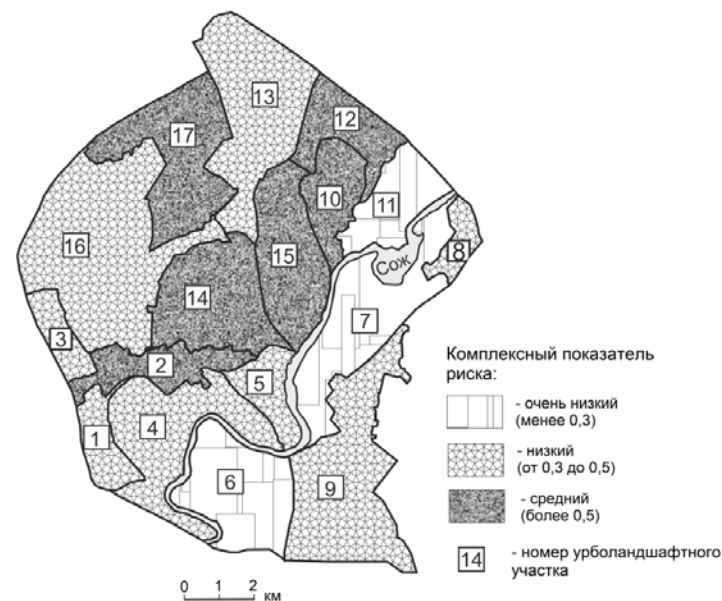 13
17
12
10
11
16
15
8
Сож
14
7
3
2
5
1
4
6
9
Комплексный показатель
риска:
- очень низкий
(менее 0,3)
- низкий
(от 0,3 до 0,5)
- средний
(более 0,5)
14 - номер урболандшафтного
участка
0 1 2 км